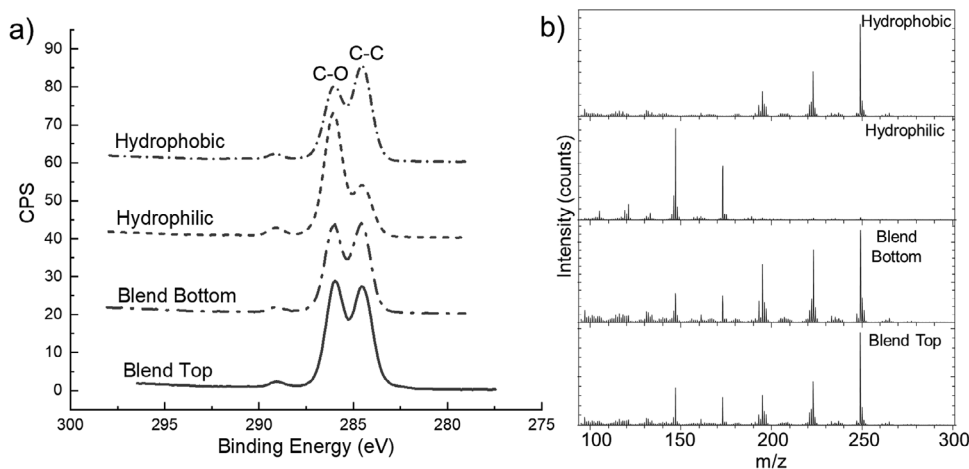 a)
CPS
90
80
70
60
50
40
30
20
10
0
C-O
C-C
Hydrophobic
Hydrophilic
Blend Bottom
Blend Top
300
295
290
285
280
275
Binding Energy (eV)
b)
Intensity (counts)
Hydrophobic
Hydrophilic
Blend
Bottom
Blend Top
100
150
200
250
300
m/z